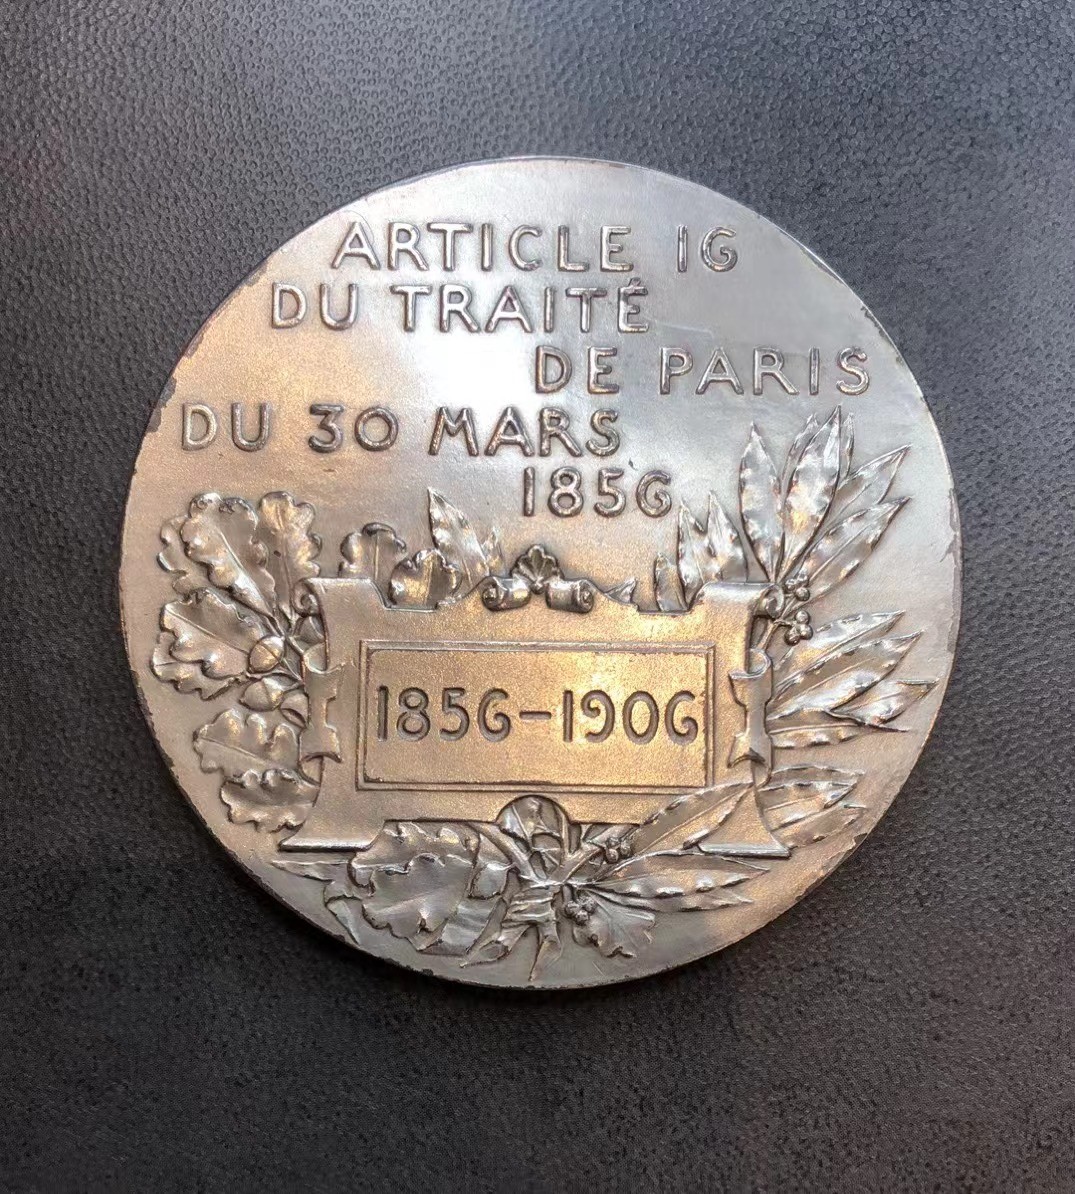 ARTICLE 16
DU TRAITÉ
DE PARIS
DU 30 MARS
1856
1856-1906